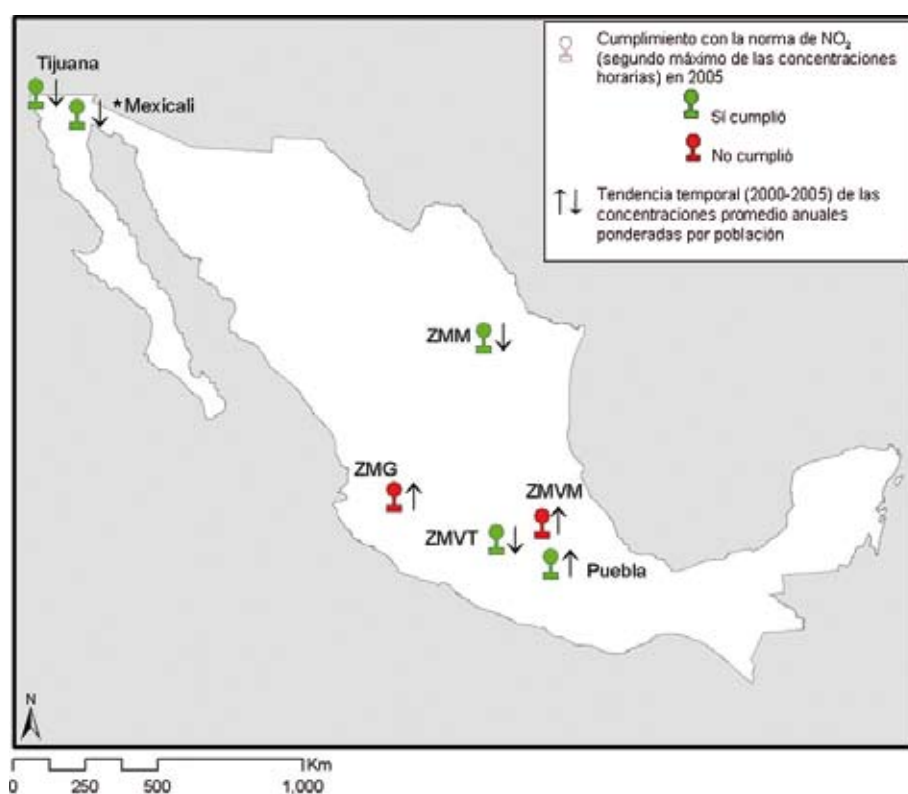 Cumplimiento con la norma de NO₂
(segundo máximo de las concentraciones
horarias) en 2005
Sí cumplió
No cumplió
Tendencia temporal (2000-2005) de las
concentraciones promedio anuales
ponderadas por población
Tijuana
*Mexicali
ZMM
ZMG
ZMVM
ZMVT
Puebla
N
Km
0 250 500 1,000